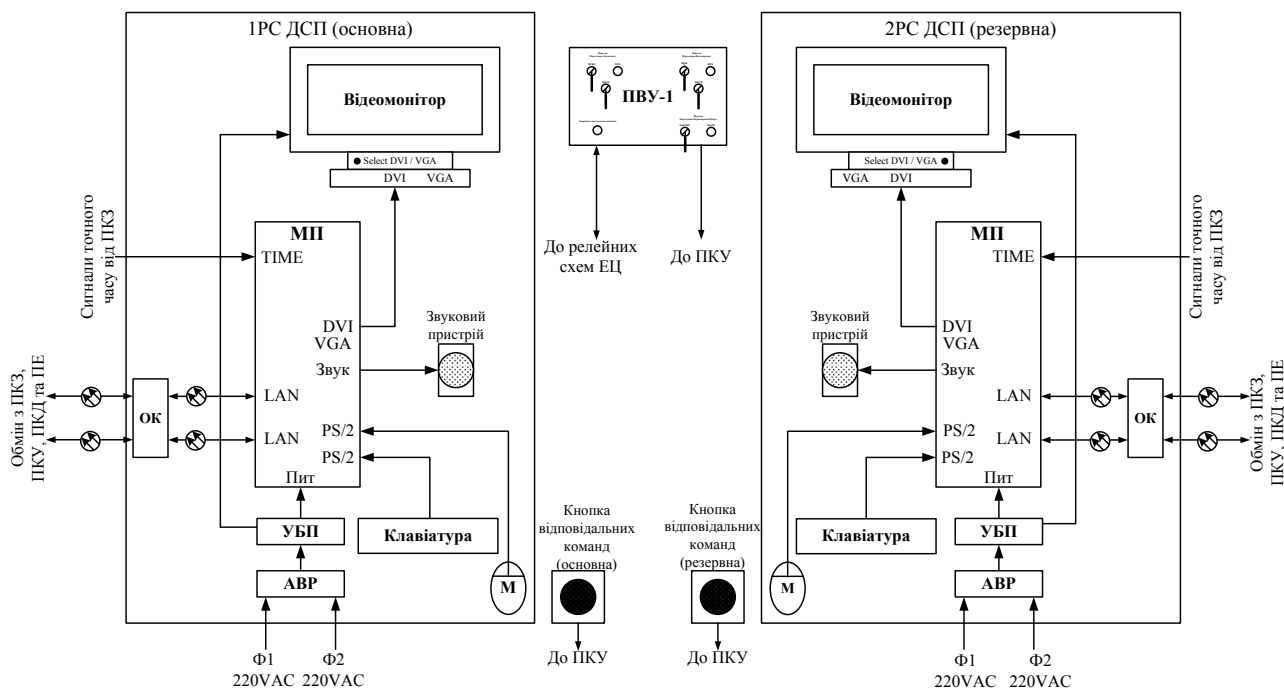 1РС ДСП (основна)
Відеомонітор
Select DVI / VGA
DVI VGA
Сигнали точного
часу від ПКЗ
МП
TIME
DVI
VGA
Звук
LAN
LAN
PS/2
PS/2
Пит
Звуковий
пристрій
Обмін з ПКЗ,
ПКУ, ПКД та ПЕ
ОК
УБП
АВР
Клавіатура
М
Ф1 Ф2
220VAC 220VAC
ПВУ-1
До релейних
схем ЕЦ
До ПКУ
Кнопка
відповідальних
команд
(основна)
До ПКУ
Кнопка
відповідальних
команд
(резервна)
До ПКУ
2РС ДСП (резервна)
Відеомонітор
Select DVI / VGA
VGA DVI
Сигнали точного
часу від ПКЗ
МП
TIME
DVI
VGA
Звук
LAN
LAN
PS/2
PS/2
Пит
Звуковий
пристрій
ОК
Обмін з ПКЗ,
ПКУ, ПКД та ПЕ
Клавіатура
УБП
АВР
М
Ф1 Ф2
220VAC 220VAC